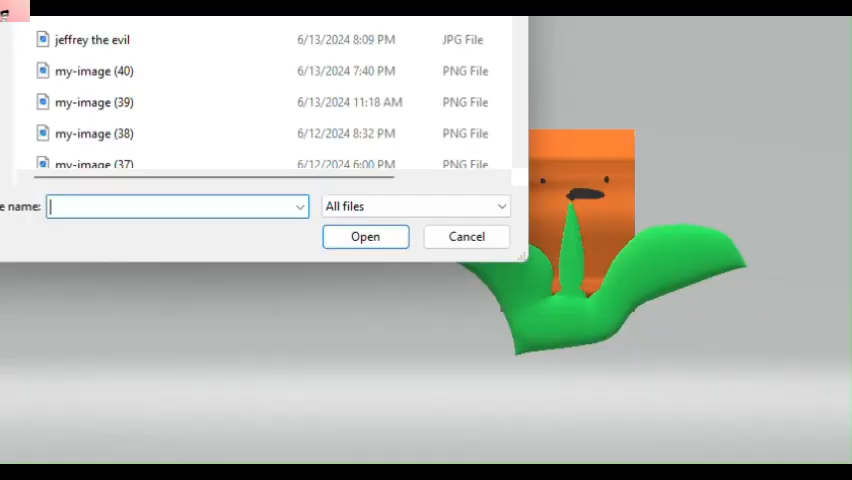 jeffrey the evil 6/13/2024 8:09 PM JPG File
my-image (40) 6/13/2024 7:40 PM PNG File
my-image (39) 6/13/2024 11:18 AM PNG File
my-image (38) 6/12/2024 8:32 PM PNG File
my-image (37) 6/12/2024 6:00 PM PNG File
e name: All files
Open Cancel